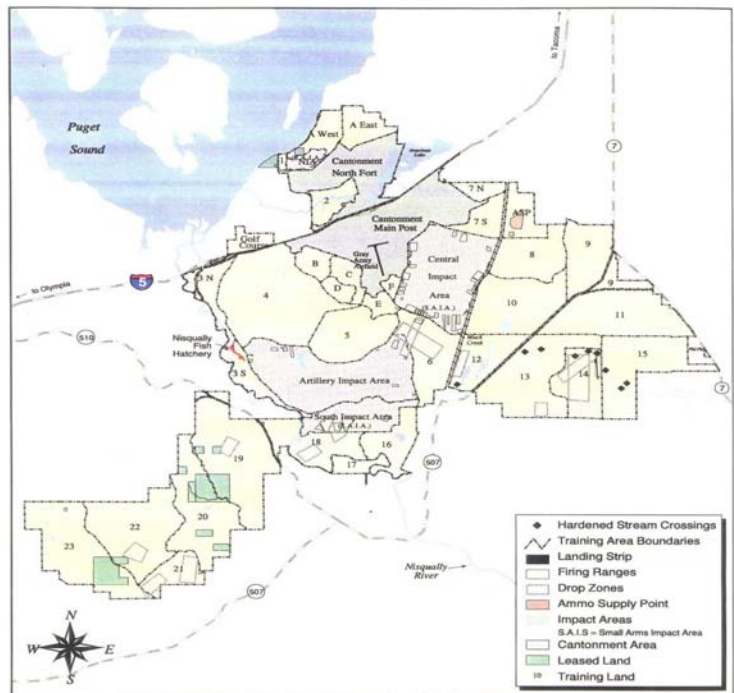 to Tacoma
Puget
Sound
7
A West
A East
American
Lake
1
NIA
Cantonment
North Fort
2
7 N
Cantonment
Main Post
7 S
ASP
Golf
Course
8
9
B
Gray
Army
Airfield
C
D
F
E
Central
Impact
Area
(S.A.I.A.)
to Olympia
5
3 N
4
10
9
11
5
510
Nisqually
Fish
Hatchery
3 S
6
12
13
14
15
7
Artillery Impact Area
South Impact Area
(S.A.I.A.)
18
16
17
507
19
20
22
23
21
Nisqually
River
507
N
W E
S
Hardened Stream Crossings
Training Area Boundaries
Landing Strip
Firing Ranges
Drop Zones
Ammo Supply Point
Impact Areas
S.A.I.S = Small Arms Impact Area
Cantonment Area
Leased Land
10 Training Land